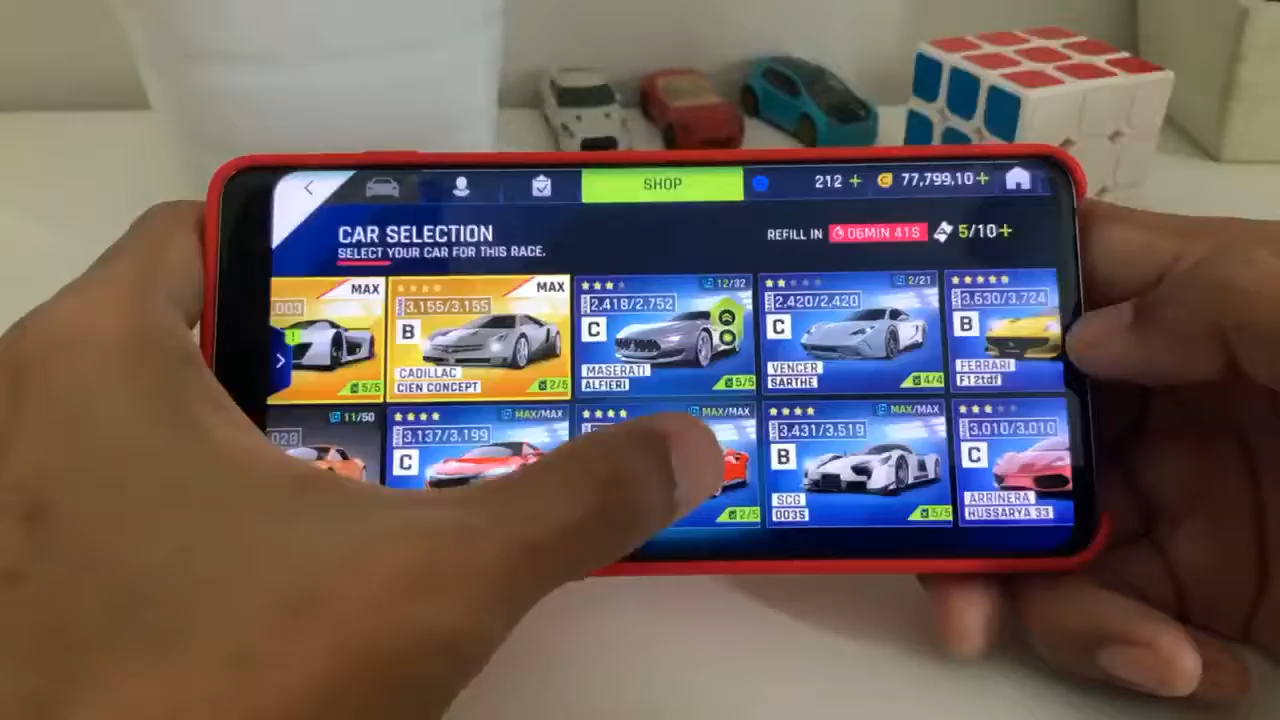 SHOP
212 +
77,799,10+
CAR SELECTION
SELECT YOUR CAR FOR THIS RACE.
REFILL IN 06MIN 41S 5/10+
.003
MAX
5/5
3,155/3,155
MAX
B
CADILLAC
CIEN CONCEPT
2/5
12/32
2,418/2,752
C
MASERATI
ALFIERI
5/5
2/21
2,420/2,420
C
VENCER
SARTHE
4/4
3,630/3,724
B
FERRARI
F12tdf
11/50
MAX/MAX
3,137/3,199
C
MAX/MAX
2/5
MAX/MAX
3,431/3,519
B
SCG
003S
5/5
3,010/3,010
C
ARRINERA
HUSSARYA 33